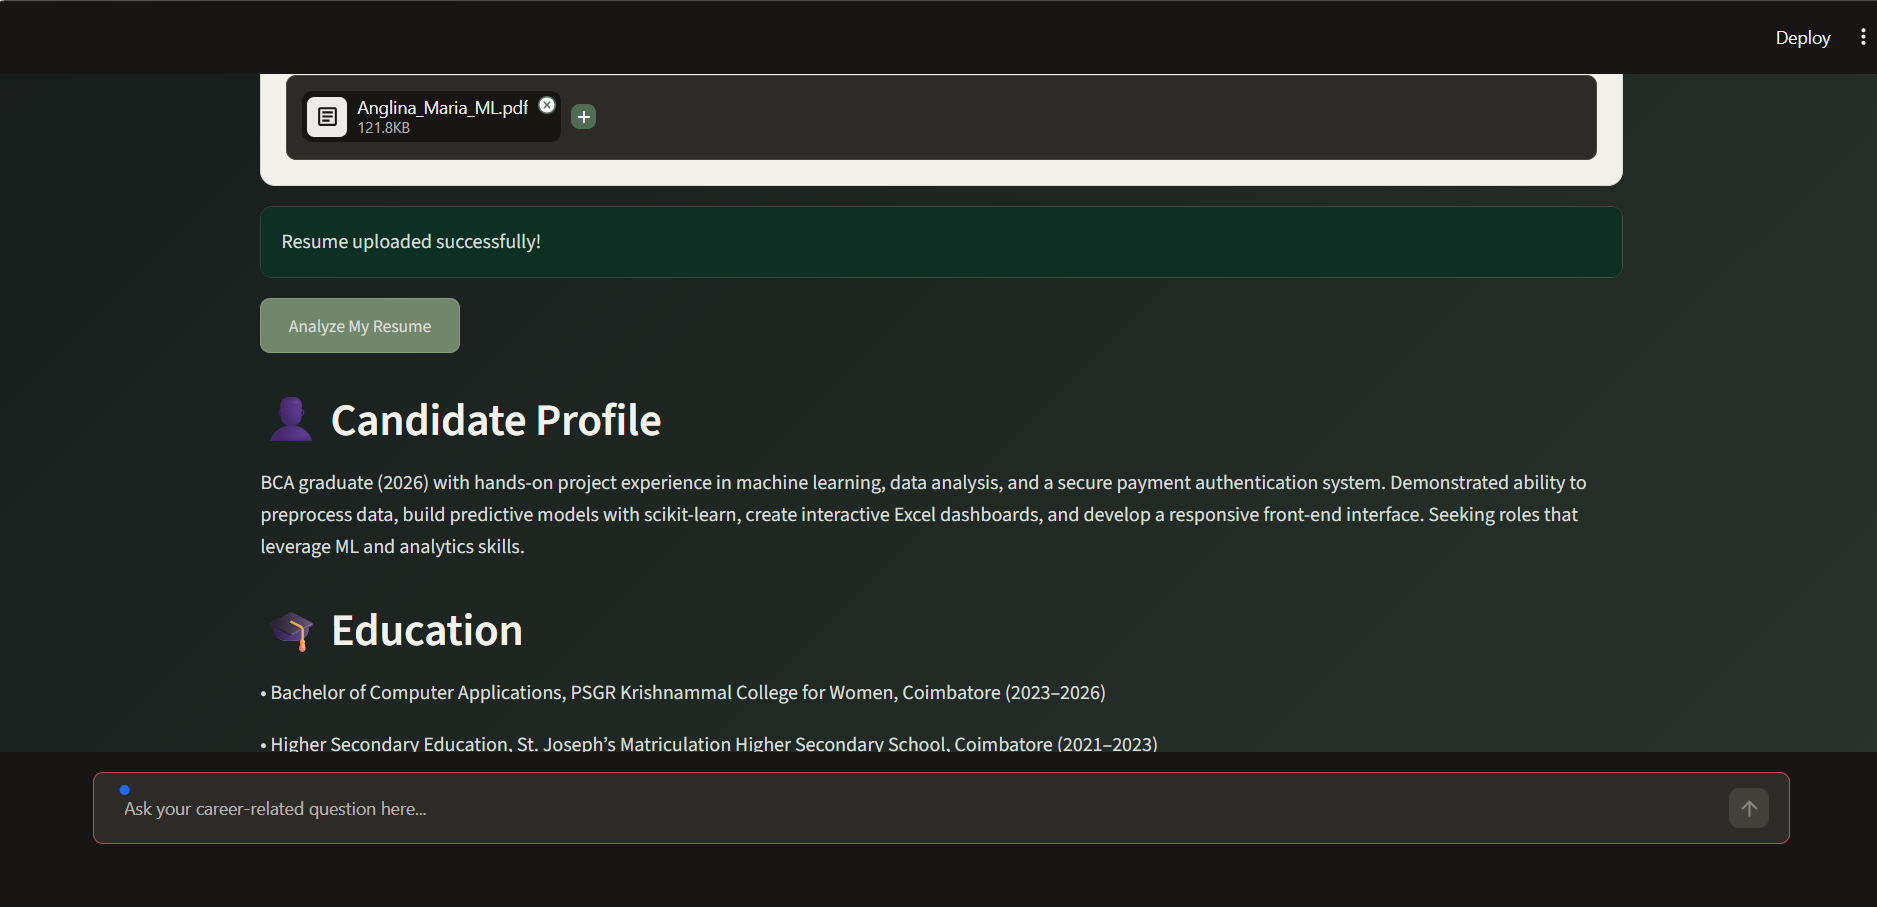 Deploy
Anglina_Maria_ML.pdf
121.8KB
Resume uploaded successfully!
Analyze My Resume
Candidate Profile
BCA graduate (2026) with hands-on project experience in machine learning, data analysis, and a secure payment authentication system. Demonstrated ability to
preprocess data, build predictive models with scikit-learn, create interactive Excel dashboards, and develop a responsive front-end interface. Seeking roles that
leverage ML and analytics skills.
Education
• Bachelor of Computer Applications, PSGR Krishnammal College for Women, Coimbatore (2023–2026)
• Higher Secondary Education, St. Joseph’s Matriculation Higher Secondary School, Coimbatore (2021–2023)
Ask your career-related question here...